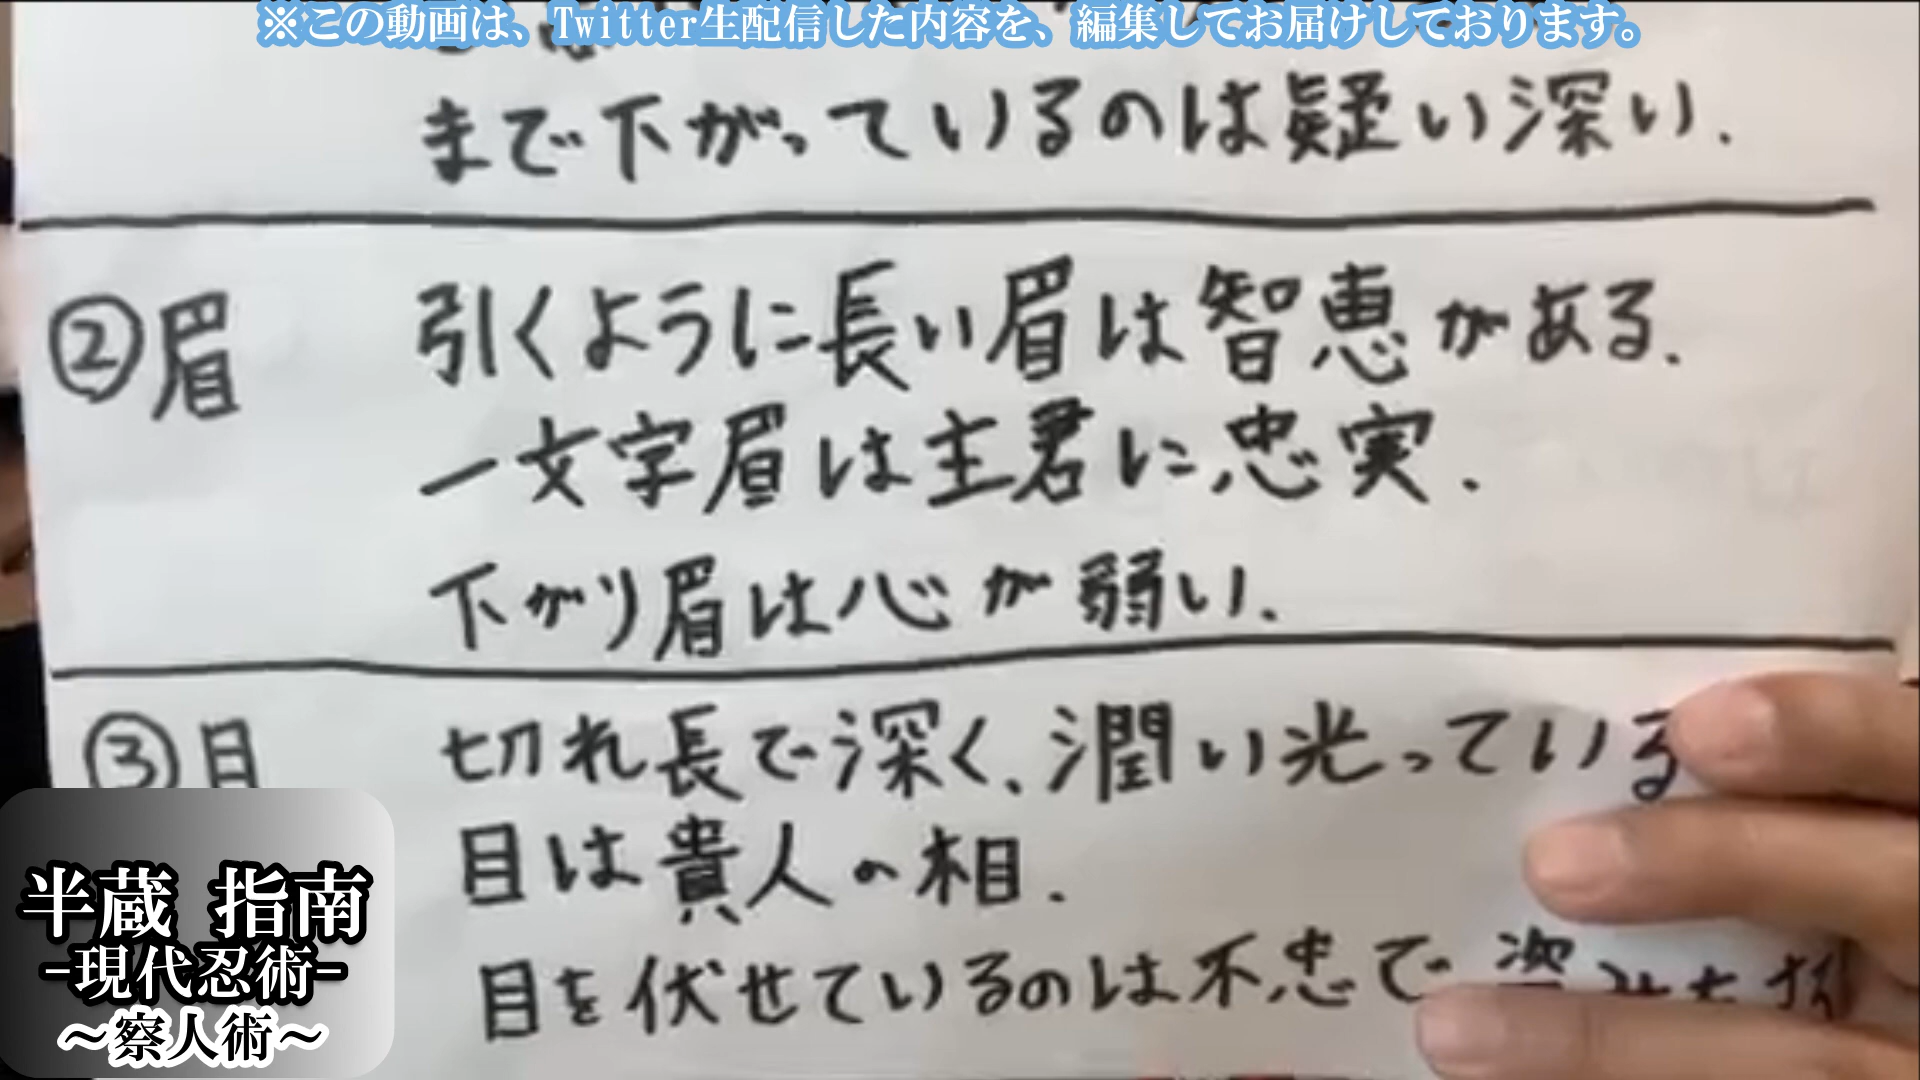 ※この動画は、Twitter生配信した内容を、編集してお届けしております。
まで下がっているのは疑い深い.
②眉 引くように長い眉は智恵がある.
一文字眉は主君に忠実.
下がり眉は心が弱い.
③目 切れ長で深く、潤い光っている
目は貴人の相.
目を伏せているのは不忠で
半蔵 指南
-現代忍術-
～察人術～